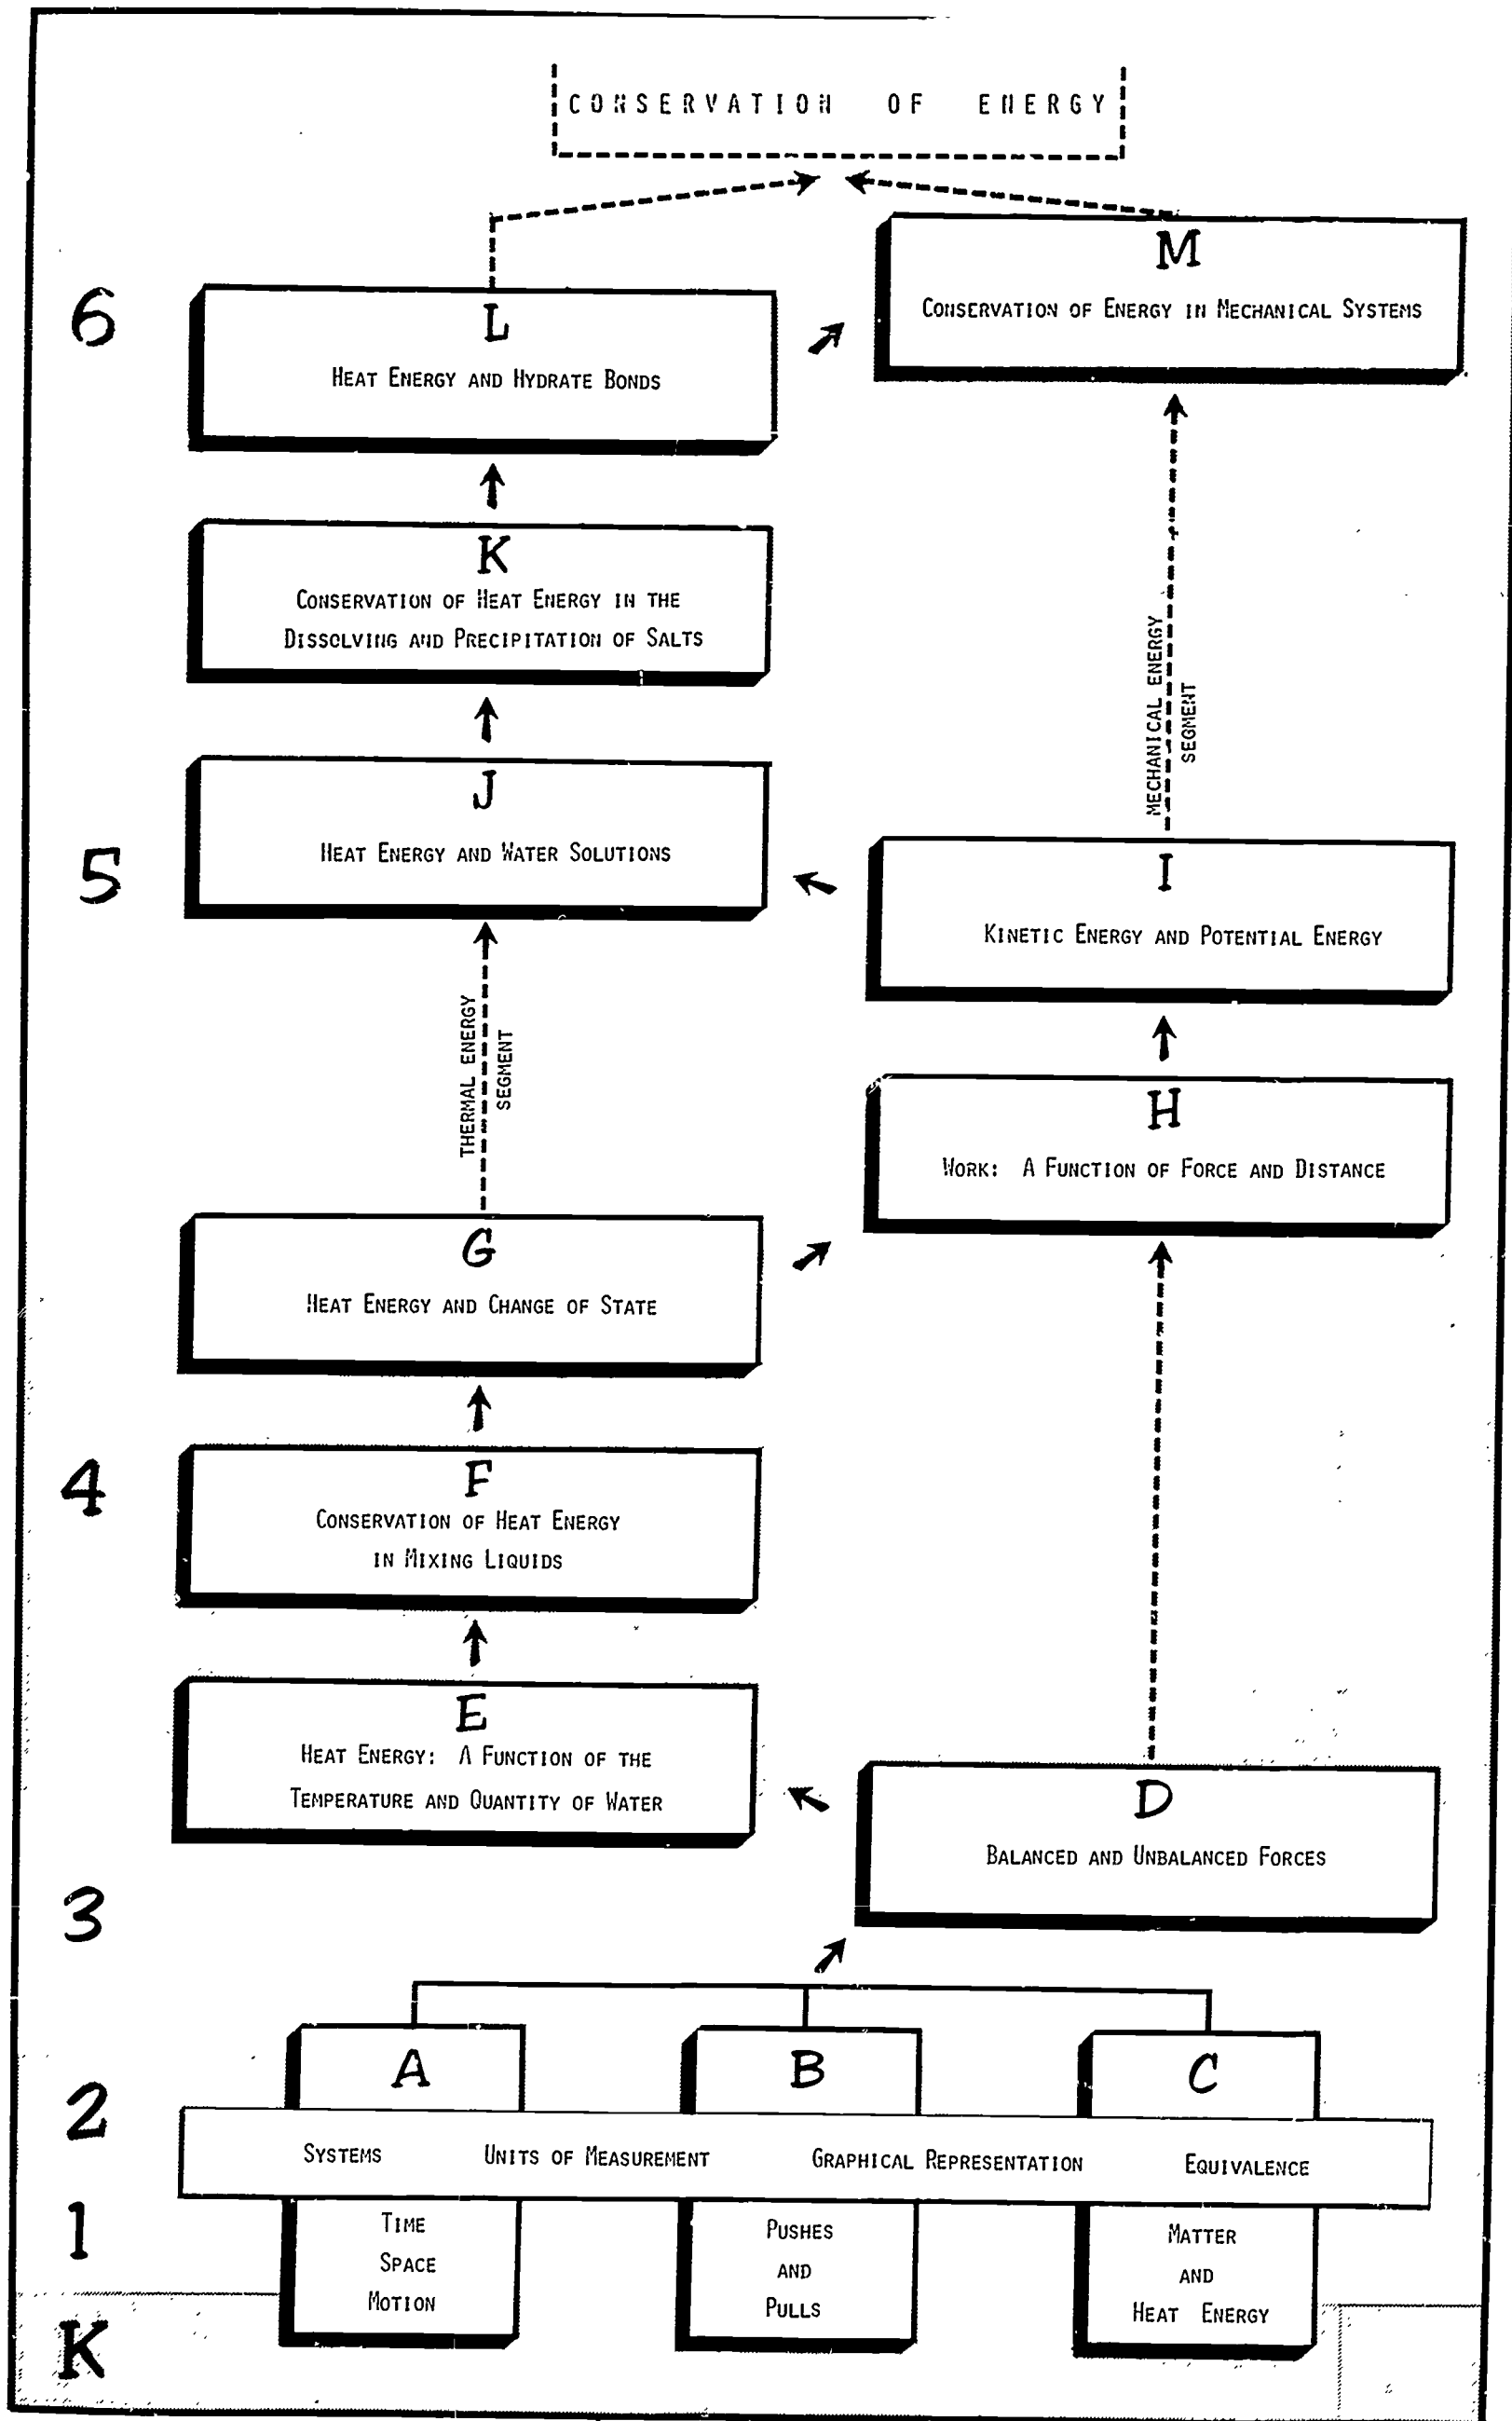 CONSERVATION OF ENERGY
M
CONSERVATION OF ENERGY IN MECHANICAL SYSTEMS
6
L
HEAT ENERGY AND HYDRATE BONDS
K
CONSERVATION OF HEAT ENERGY IN THE
DISSOLVING AND PRECIPITATION OF SALTS
MECHANICAL ENERGY
SEGMENT
J
HEAT ENERGY AND WATER SOLUTIONS
5
I
KINETIC ENERGY AND POTENTIAL ENERGY
THERMAL ENERGY
SEGMENT
H
WORK: A FUNCTION OF FORCE AND DISTANCE
G
HEAT ENERGY AND CHANGE OF STATE
4
F
CONSERVATION OF HEAT ENERGY
IN MIXING LIQUIDS
E
HEAT ENERGY: A FUNCTION OF THE
TEMPERATURE AND QUANTITY OF WATER
D
BALANCED AND UNBALANCED FORCES
3
A B C
2
SYSTEMS UNITS OF MEASUREMENT GRAPHICAL REPRESENTATION EQUIVALENCE
1
TIME
SPACE
MOTION
PUSHES
AND
PULLS
MATTER
AND
HEAT ENERGY
K